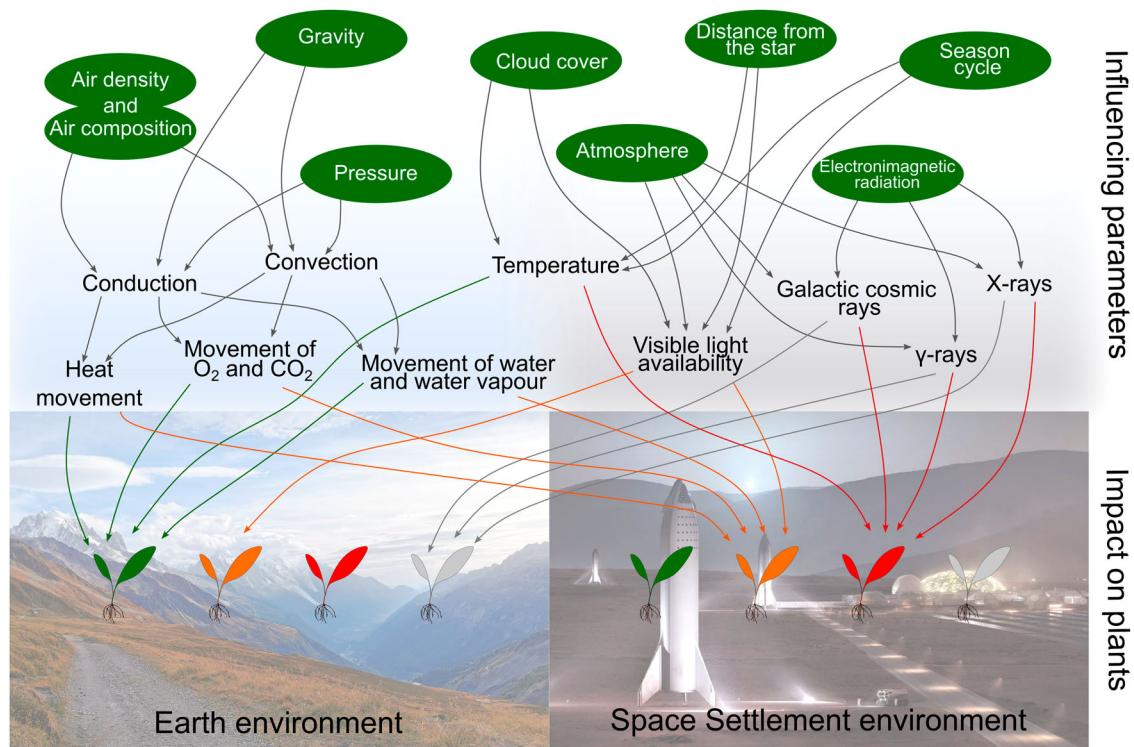 Gravity
Air density
and
Air composition
Cloud cover
Distance from
the star
Season
cycle
Pressure
Atmosphere
Electronimagnetic
radiation
Influencing parameters
Conduction
Convection
Temperature
Galactic cosmic
rays
X-rays
Heat
movement
Movement of
O₂ and CO₂
Movement of water
and water vapour
Visible light
availability
γ-rays
Impact on plants
Earth environment
Space Settlement environment